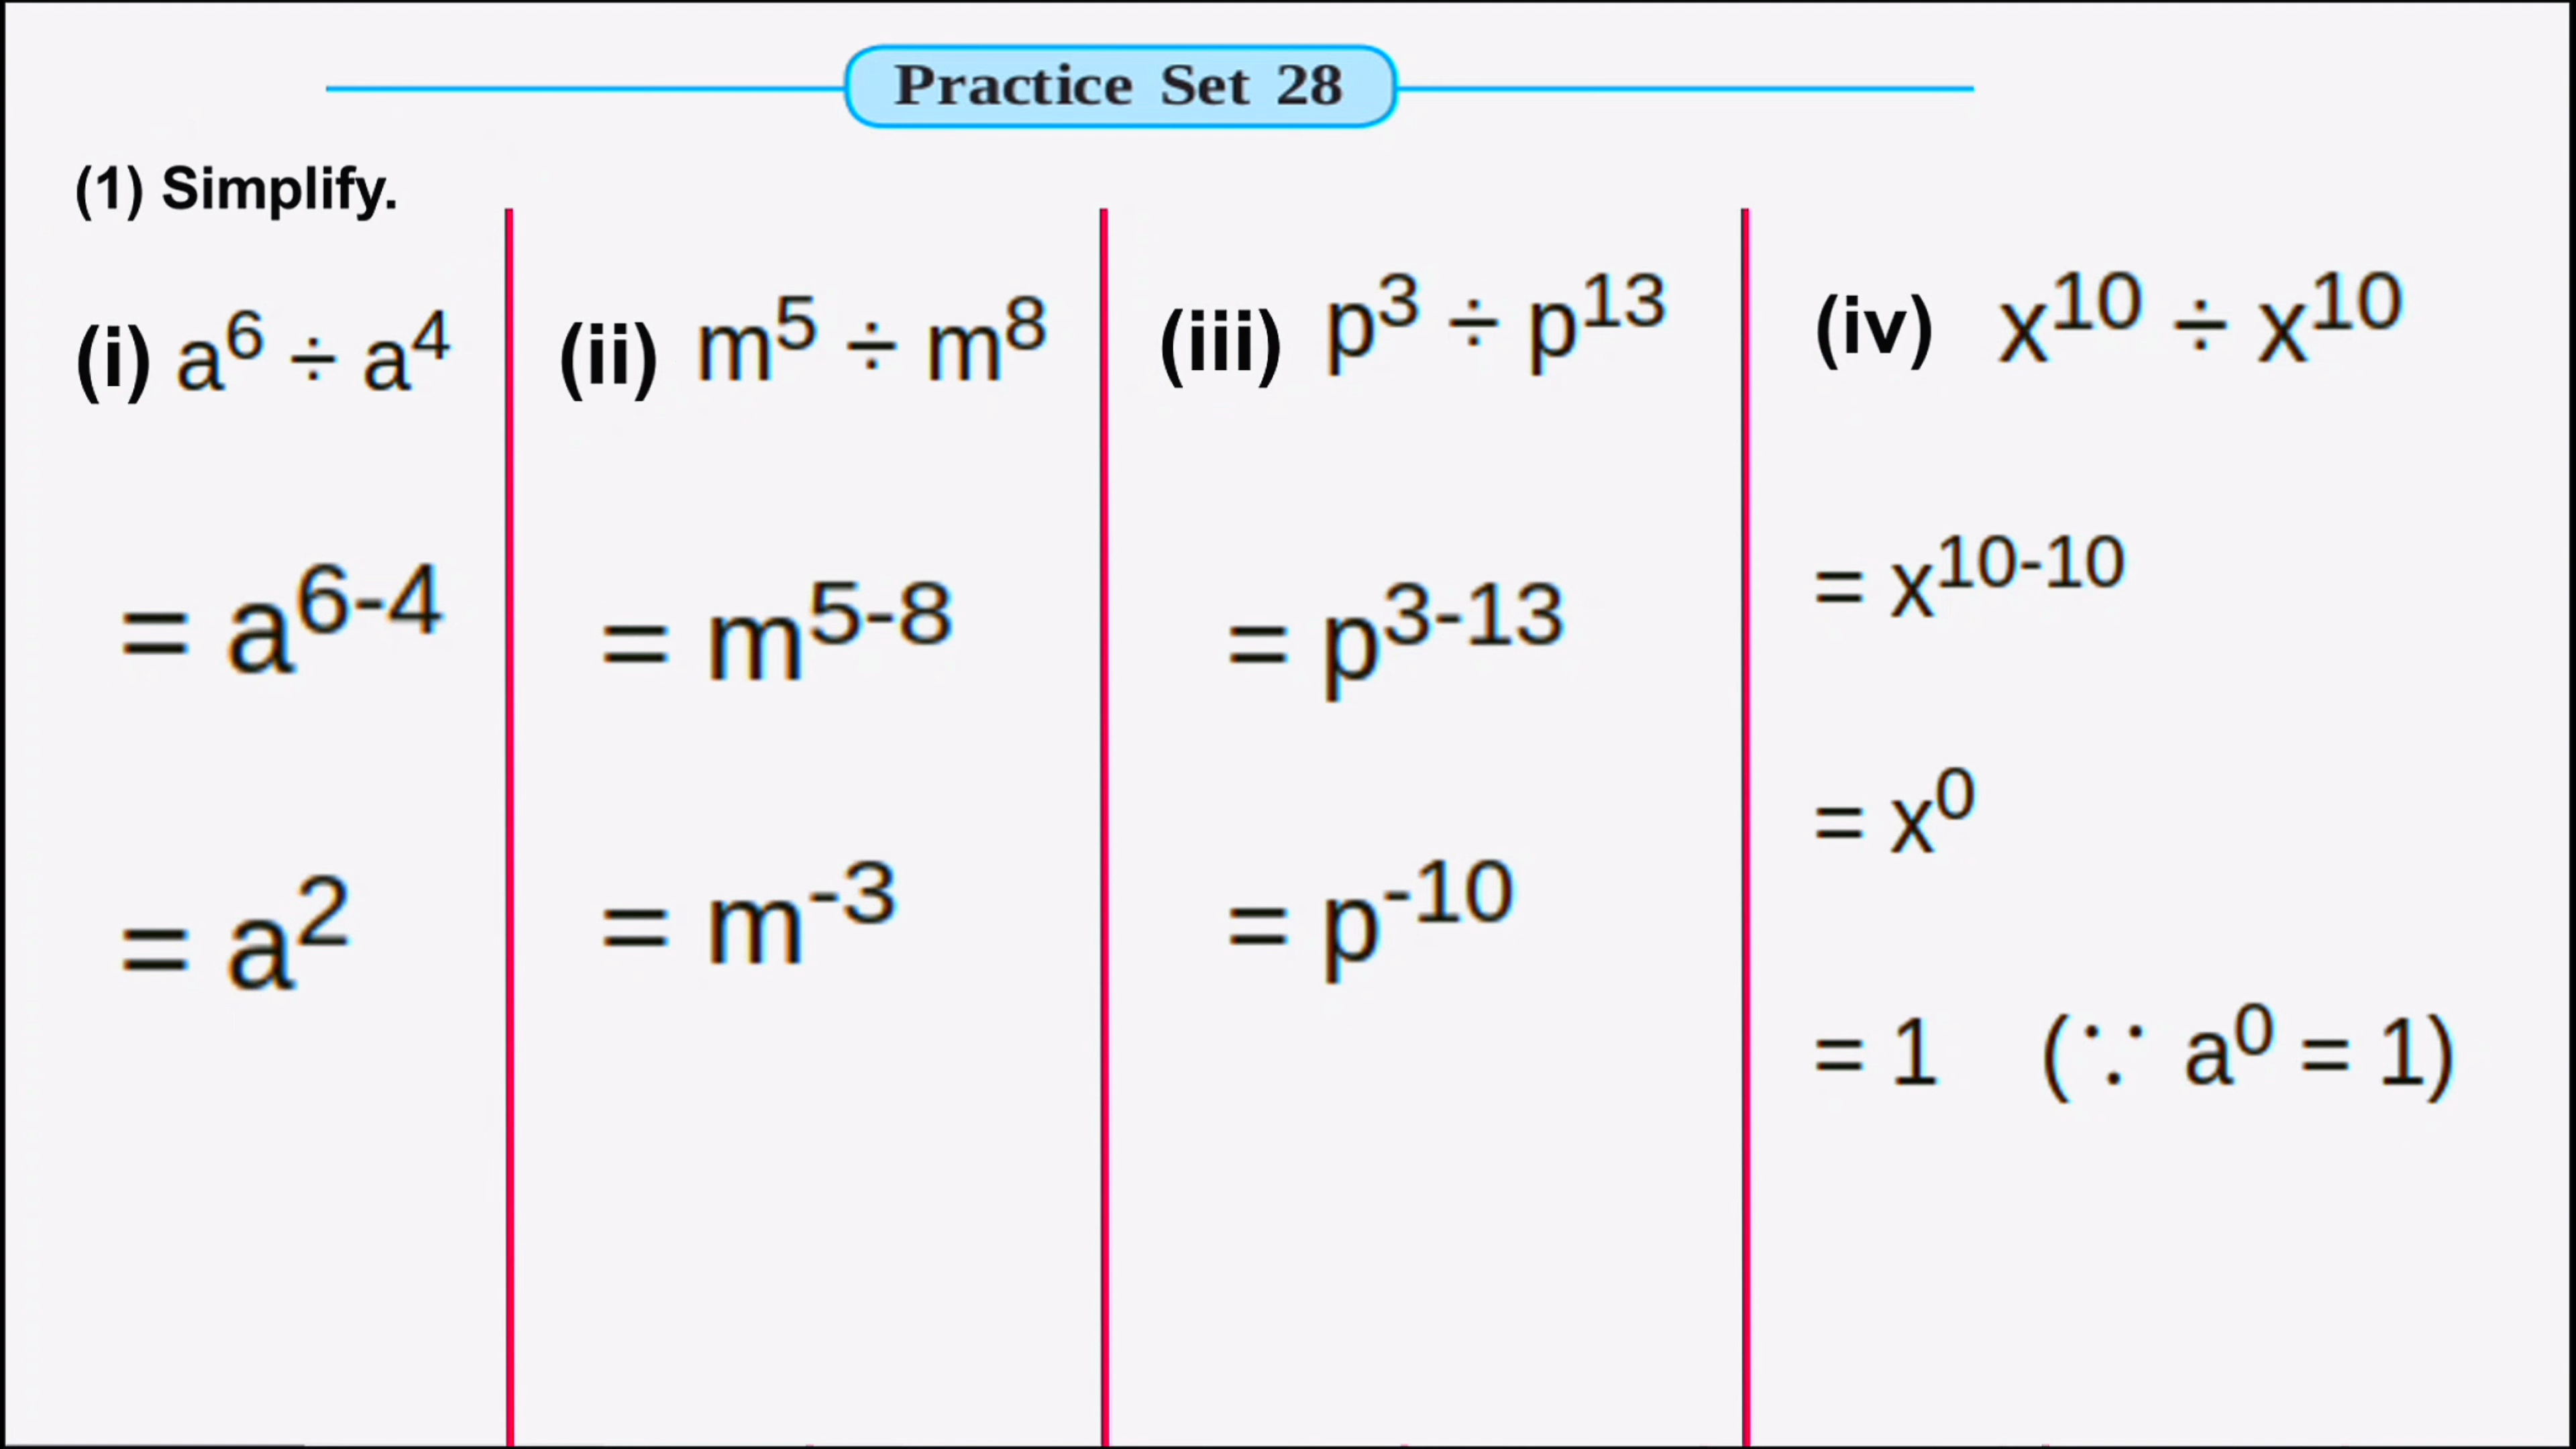 Practice Set 28
(1) Simplify.
(i) a⁶ ÷ a⁴
= a⁶⁻⁴
= a²
(ii) m⁵ ÷ m⁸
= m⁵⁻⁸
= m⁻³
(iii) p³ ÷ p¹³
= p³⁻¹³
= p⁻¹⁰
(iv) x¹⁰ ÷ x¹⁰
= x¹⁰⁻¹⁰
= x⁰
= 1 (∵ a⁰ = 1)